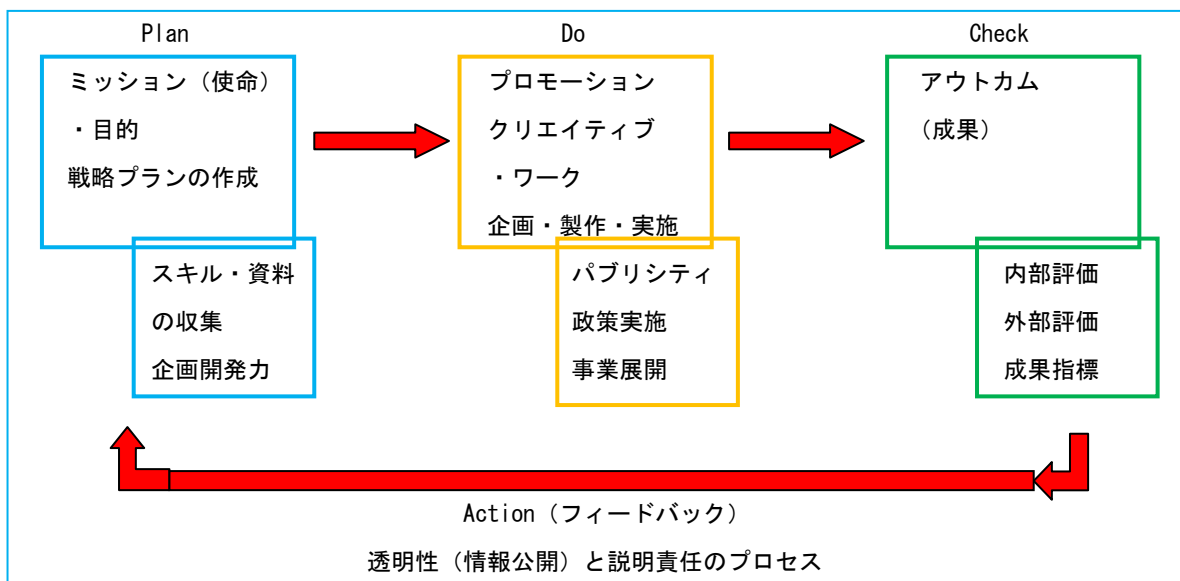 Plan
ミッション（使命）
・目的
戦略プランの作成
スキル・資料
の収集
企画開発力
Do
プロモーション
クリエイティブ
・ワーク
企画・製作・実施
パブリシティ
政策実施
事業展開
Check
アウトカム
（成果）
内部評価
外部評価
成果指標
Action（フィードバック）
透明性（情報公開）と説明責任のプロセス